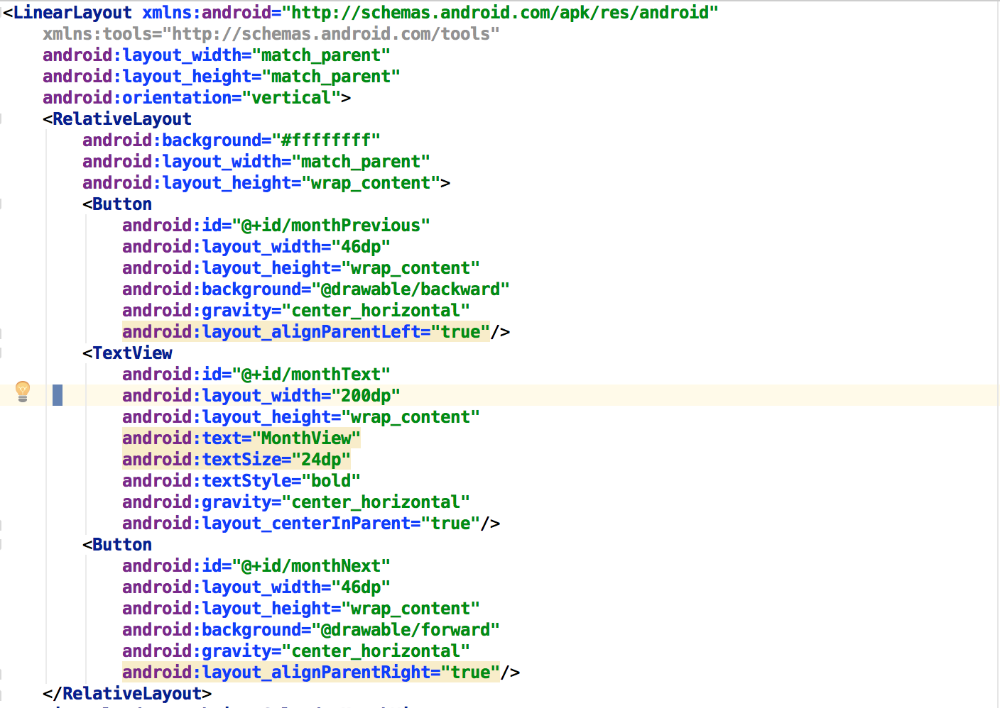 <LinearLayout xmlns:android="http://schemas.android.com/apk/res/android"
xmlns:tools="http://schemas.android.com/tools"
android:layout_width="match_parent"
android:layout_height="match_parent"
android:orientation="vertical">
<RelativeLayout
android:background="#ffffffff"
android:layout_width="match_parent"
android:layout_height="wrap_content">
<Button
android:id="@+id/monthPrevious"
android:layout_width="46dp"
android:layout_height="wrap_content"
android:background="@drawable/backward"
android:gravity="center_horizontal"
android:layout_alignParentLeft="true"/>
<TextView
android:id="@+id/monthText"
android:layout_width="200dp"
android:layout_height="wrap_content"
android:text="MonthView"
android:textSize="24dp"
android:textStyle="bold"
android:gravity="center_horizontal"
android:layout_centerInParent="true"/>
<Button
android:id="@+id/monthNext"
android:layout_width="46dp"
android:layout_height="wrap_content"
android:background="@drawable/forward"
android:gravity="center_horizontal"
android:layout_alignParentRight="true"/>
</RelativeLayout>